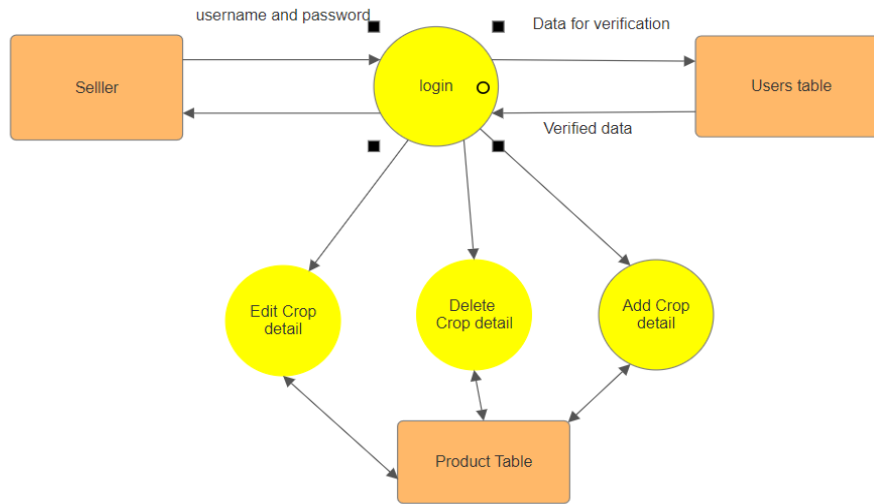 username and password
Data for verification
Selller
login
Users table
Verified data
Edit Crop
detail
Delete
Crop detail
Add Crop
detail
Product Table